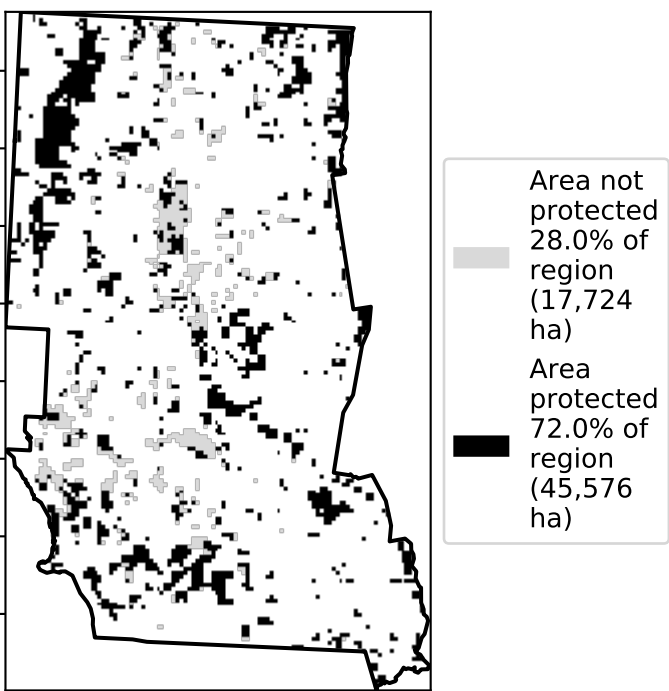 Area not
protected
28.0% of
region
(17,724
ha)
Area
protected
72.0% of
region
(45,576
ha)